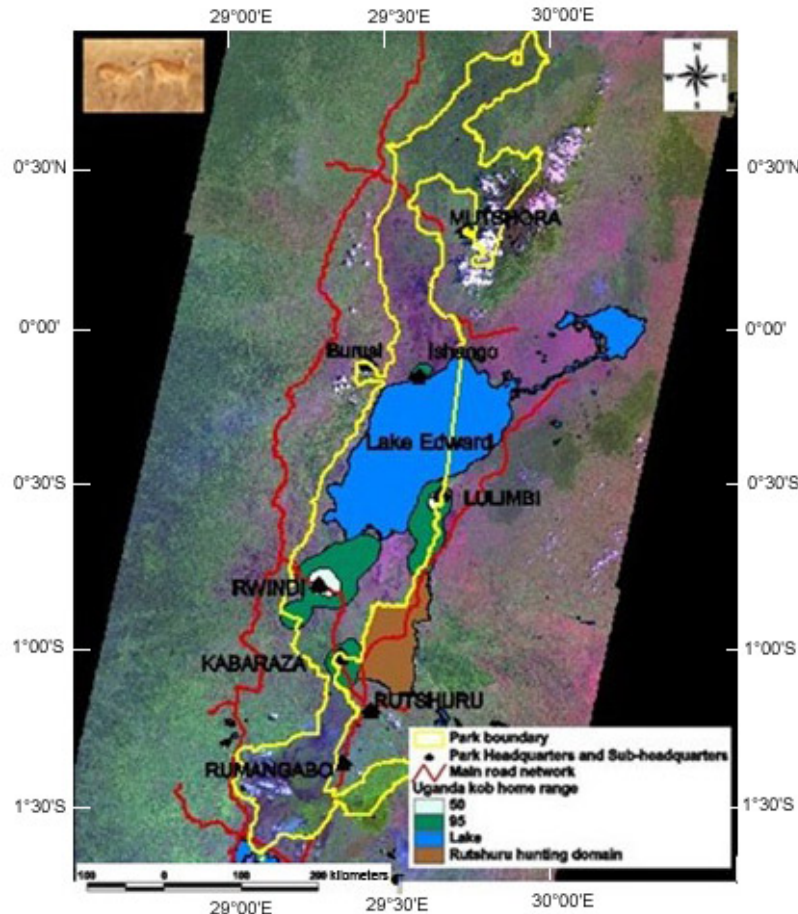 29°00'E 29°30'E 30°00'E
N
W E
S
0°30'N 0°30'N
MUTSHORA
0°00' 0°00'
Burusi Ishango
Lake Edward
0°30'S 0°30'S
LULIMBI
RWINDI
1°00'S 1°00'S
KABARAZA
RUTSHURU
Park boundary
Park Headquarters and Sub-headquarters
RUMANGABO
Main road network
Uganda kob home range
1°30'S 1°30'S
50
95
Lake
Rutshuru hunting domain
100 0 100 200 kilometers
29°00'E 29°30'E 30°00'E